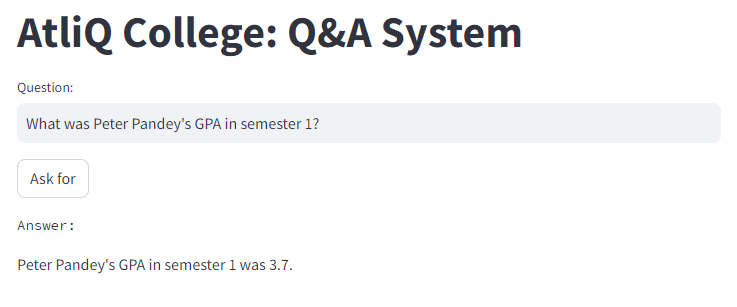 AtliQ College: Q&A System
Question:
What was Peter Pandey's GPA in semester 1?
Ask for
Answer:
Peter Pandey's GPA in semester 1 was 3.7.